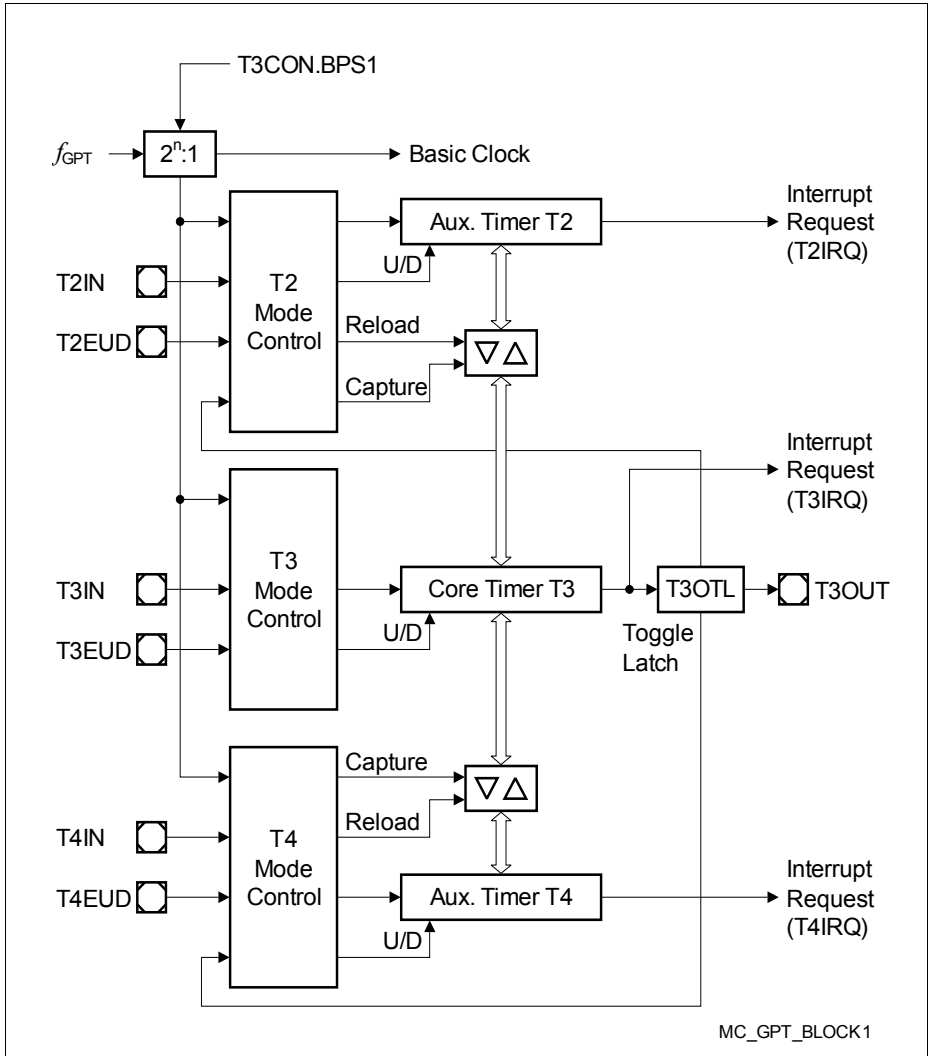 T3CON.BPS1
fGPT
2n:1
Basic Clock
Aux. Timer T2
Interrupt
Request
(T2IRQ)
U/D
T2IN
T2
Mode
Control
T2EUD
Reload
Capture
Interrupt
Request
(T3IRQ)
T3
Mode
Control
T3IN
Core Timer T3
T3OTL
T3OUT
U/D
T3EUD
Toggle
Latch
Capture
T4IN
Reload
T4
Mode
Control
T4EUD
Aux. Timer T4
Interrupt
Request
(T4IRQ)
U/D
MC_GPT_BLOCK1